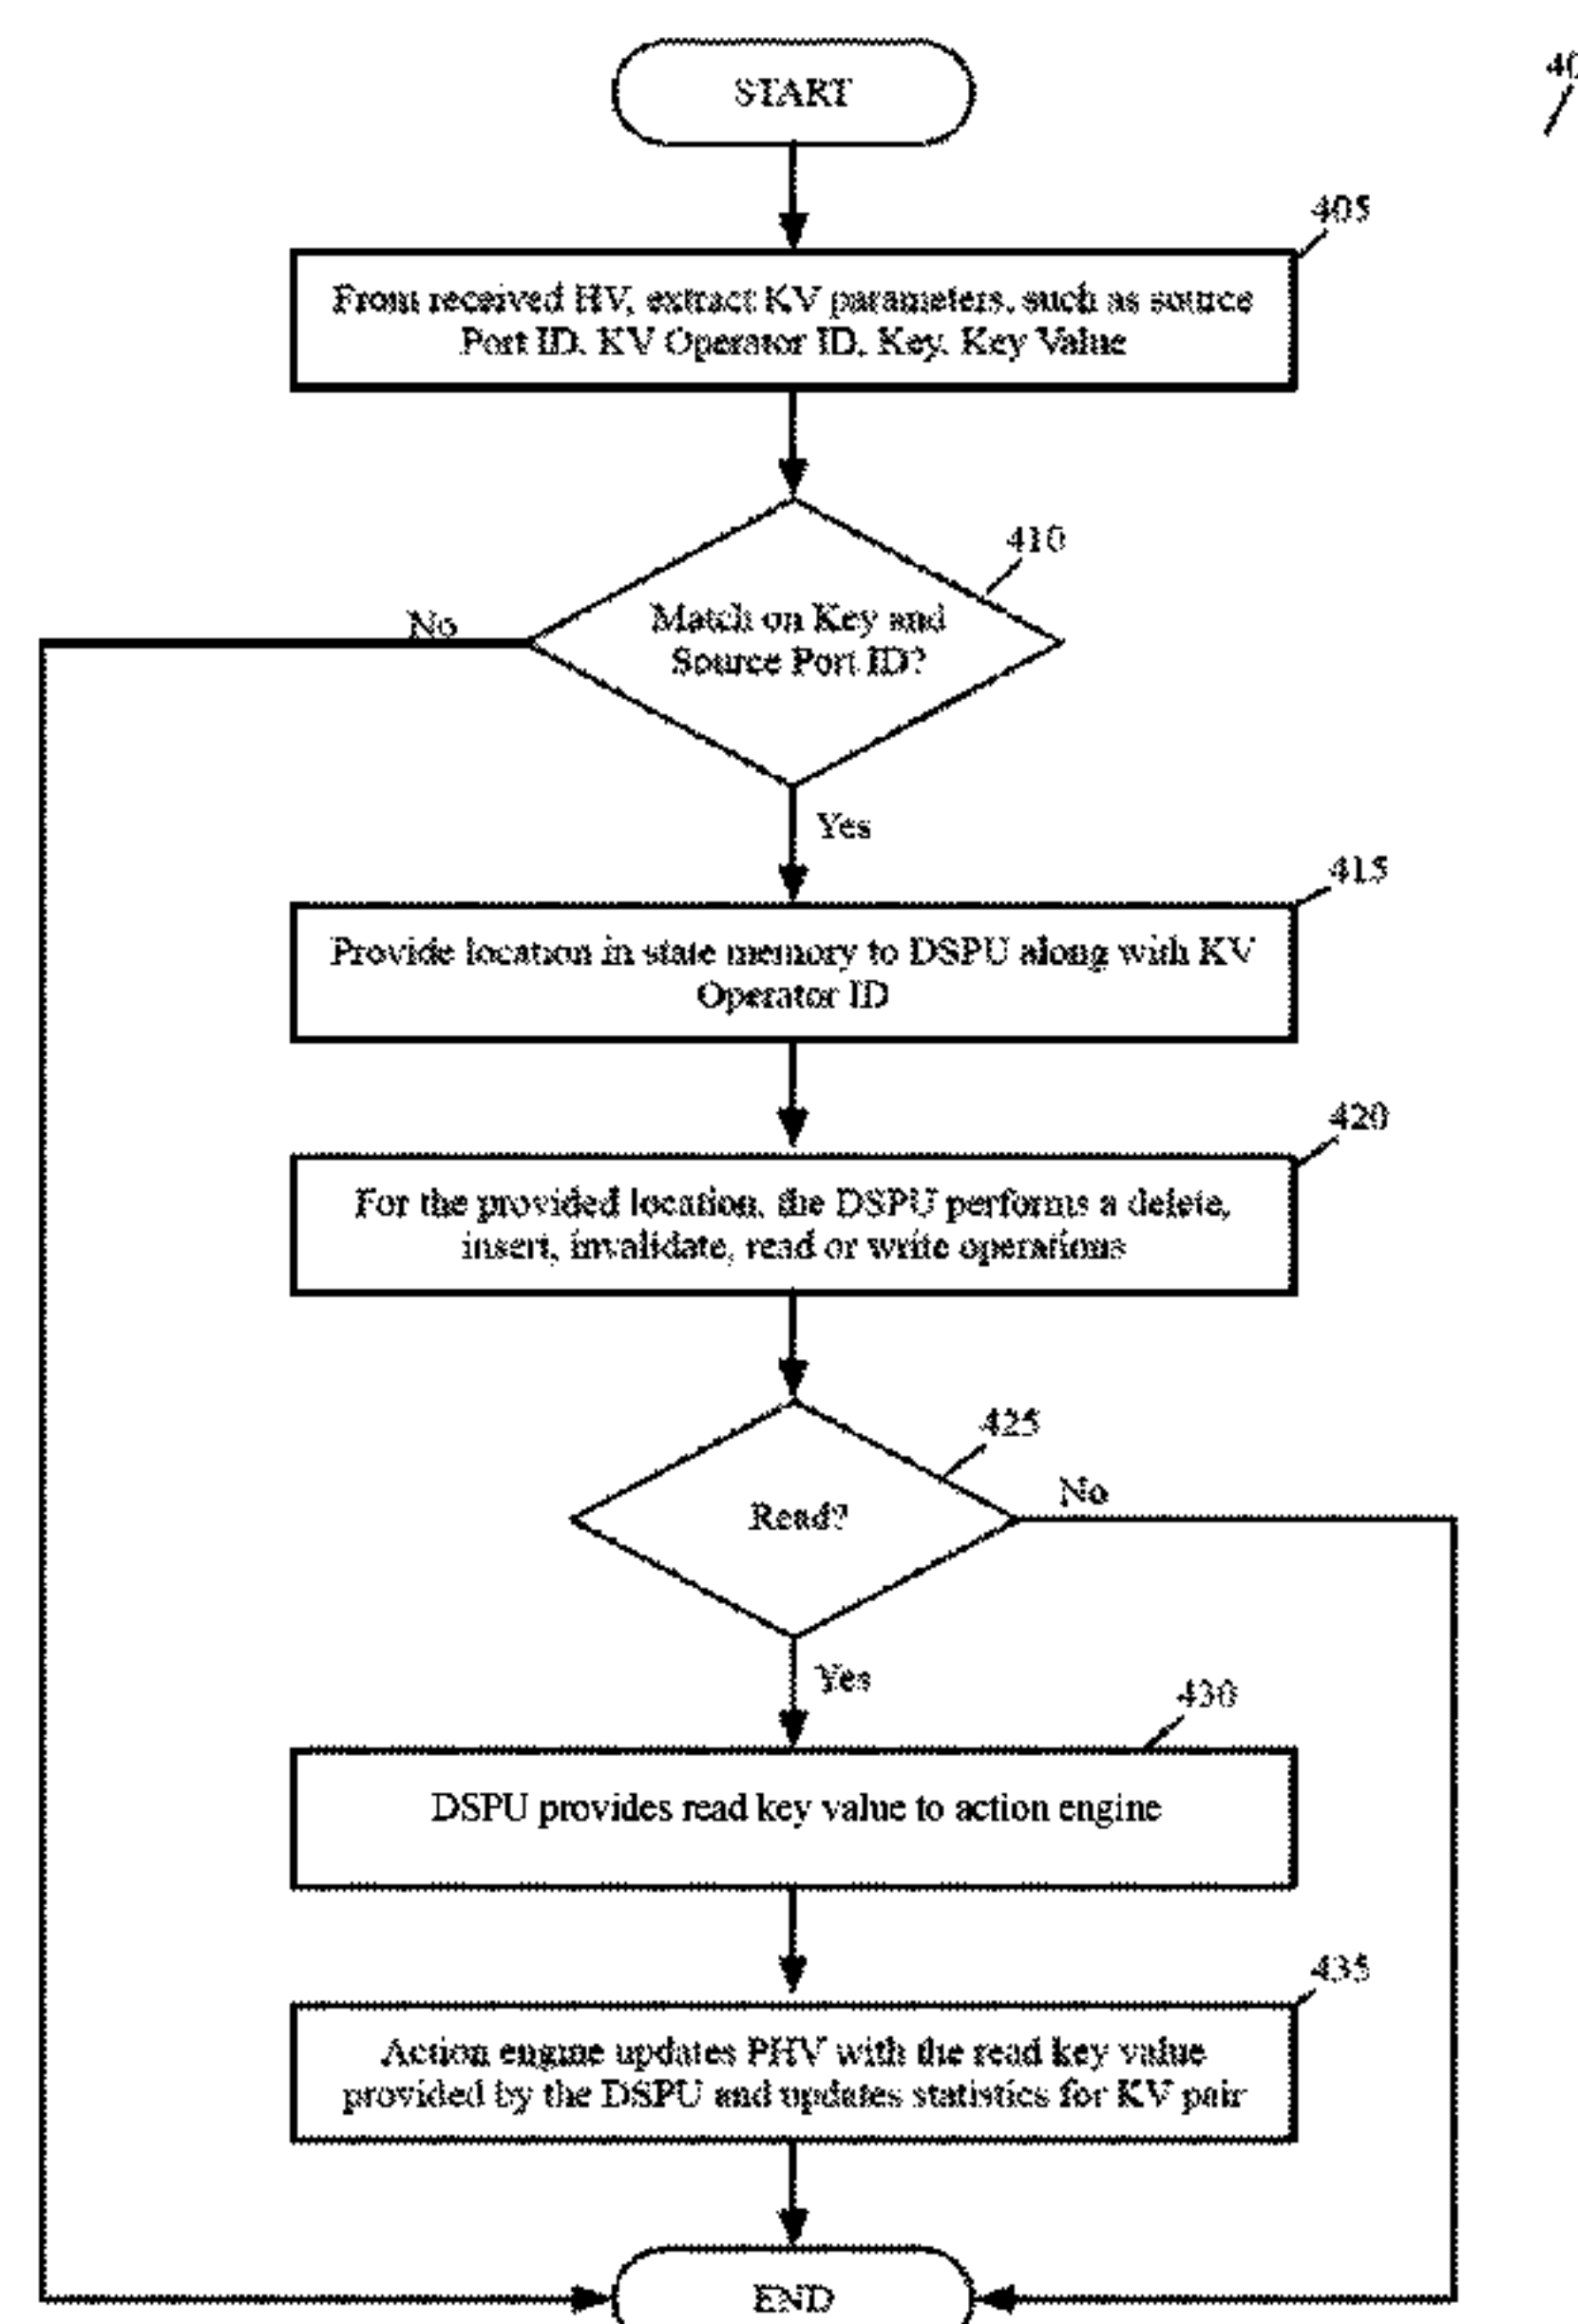 START
40
405
From received HV, extract KV parameters, such as source
Port ID, KV Operator ID, Key, Key Value
410
No
Match on Key and
Source Port ID?
Yes
415
Provide location in state memory to DSPU along with KV
Operator ID
420
For the provided location, the DSPU performs a delete,
insert, invalidate, read or write operations
425
Read?
No
Yes
430
DSPU provides read key value to action engine
435
Action engine updates PHV with the read key value
provided by the DSPU and updates statistics for KV pair
END